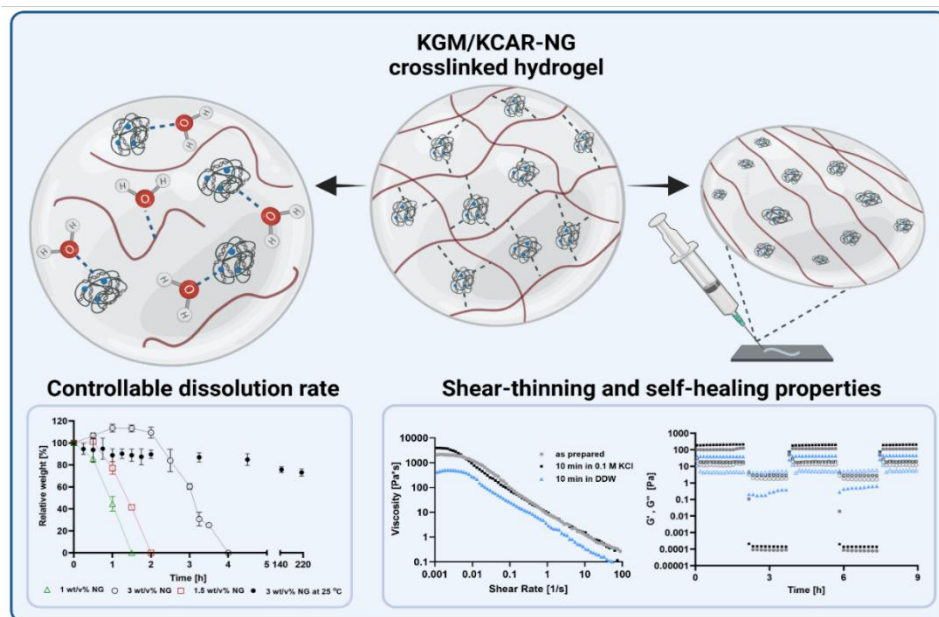 KGM/KCAR-NG
crosslinked hydrogel
H
O
H
H
H
O
H
O
H
H
O
H
O
H
H
Controllable dissolution rate
Shear-thinning and self-healing properties
Relative weight [%]
120
100
80
60
40
20
0
0
1
2
3
4
5
140
220
Time [h]
1 wt/v% NG
3 wt/v% NG
1.5 wt/v% NG
3 wt/v% NG at 25 °C
Viscosity [Pa*s]
10000
1000
100
10
1
0.1
0.001
0.01
0.1
1
10
100
Shear Rate [1/s]
as prepared
10 min in 0.1 M KCl
10 min in DDW
G', G'' [Pa]
1000
100
10
1
0.1
0.01
0.001
0.0001
0.00001
0
3
6
9
Time [h]